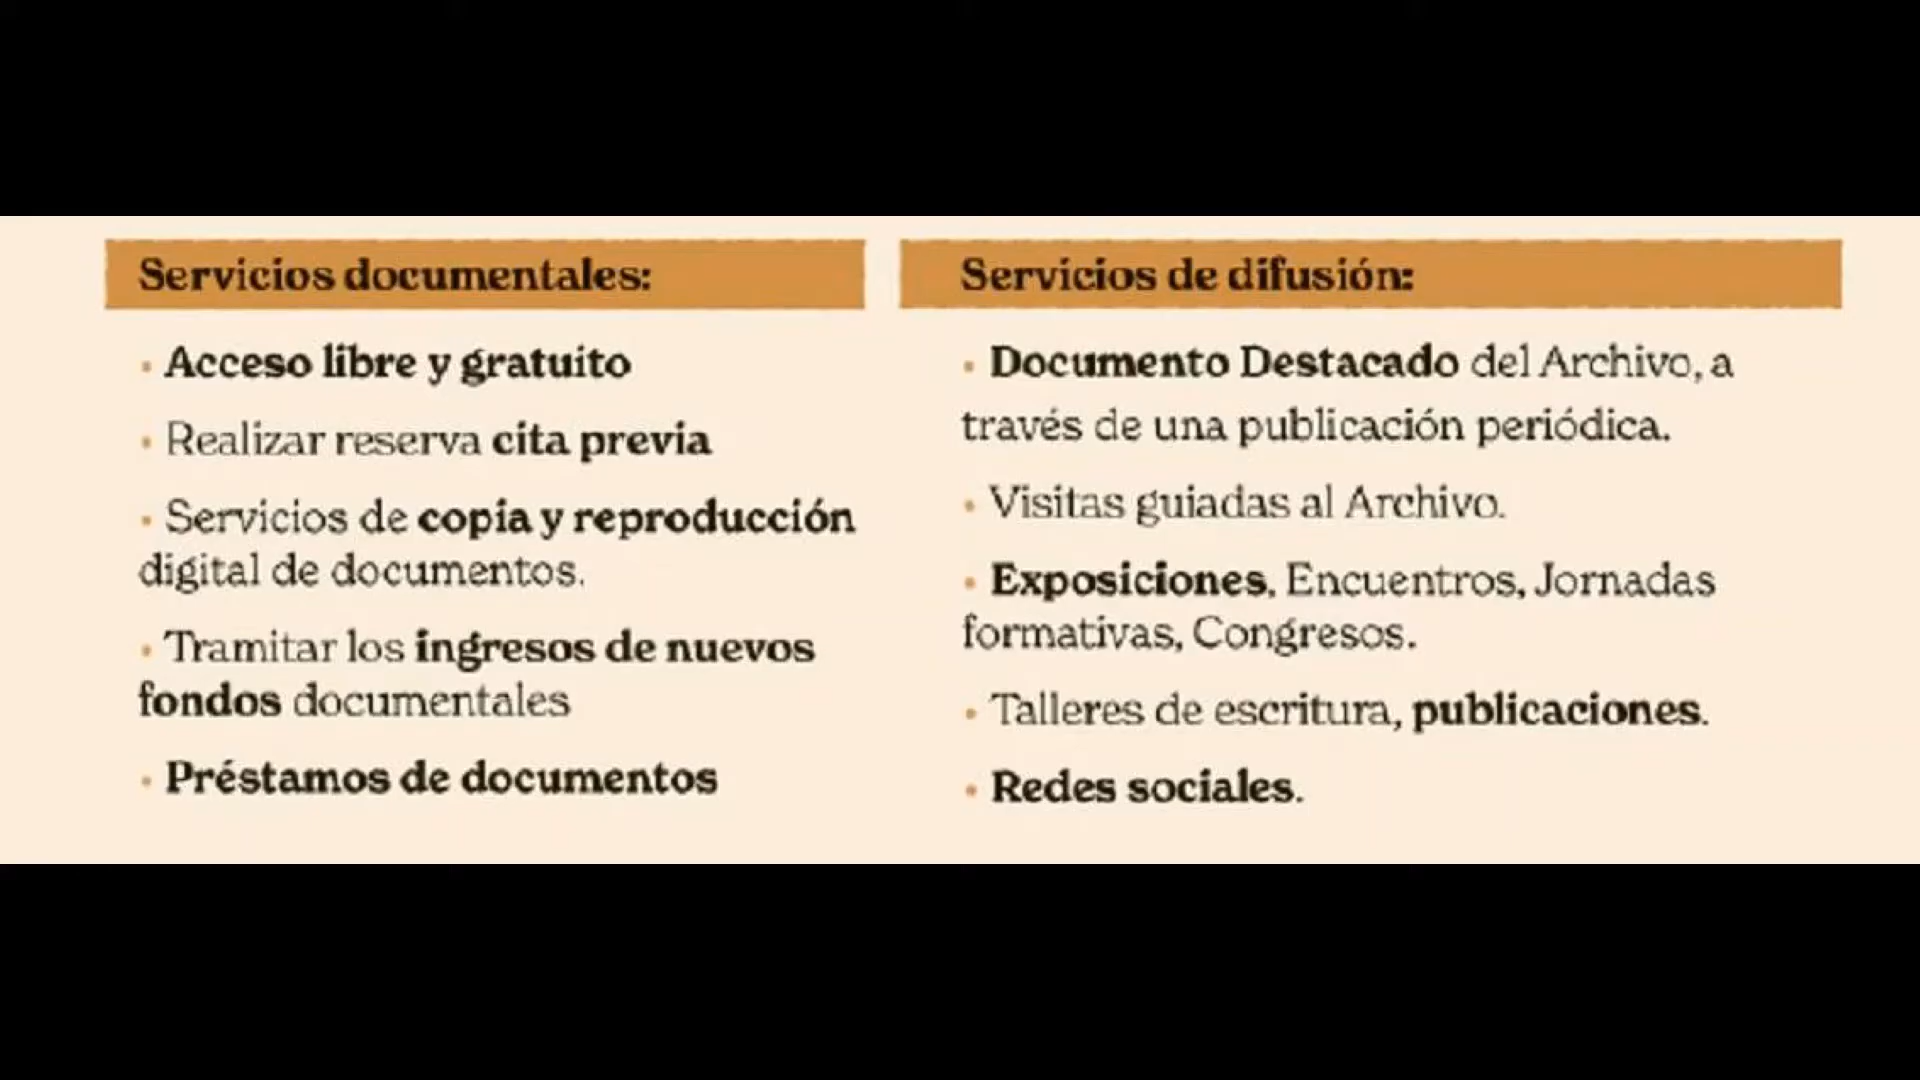 Servicios documentales:
• Acceso libre y gratuito
• Realizar reserva cita previa
• Servicios de copia y reproducción
digital de documentos.
• Tramitar los ingresos de nuevos
fondos documentales
• Préstamos de documentos
Servicios de difusión:
• Documento Destacado del Archivo, a
través de una publicación periódica.
• Visitas guiadas al Archivo.
• Exposiciones, Encuentros, Jornadas
formativas, Congresos.
• Talleres de escritura, publicaciones.
• Redes sociales.